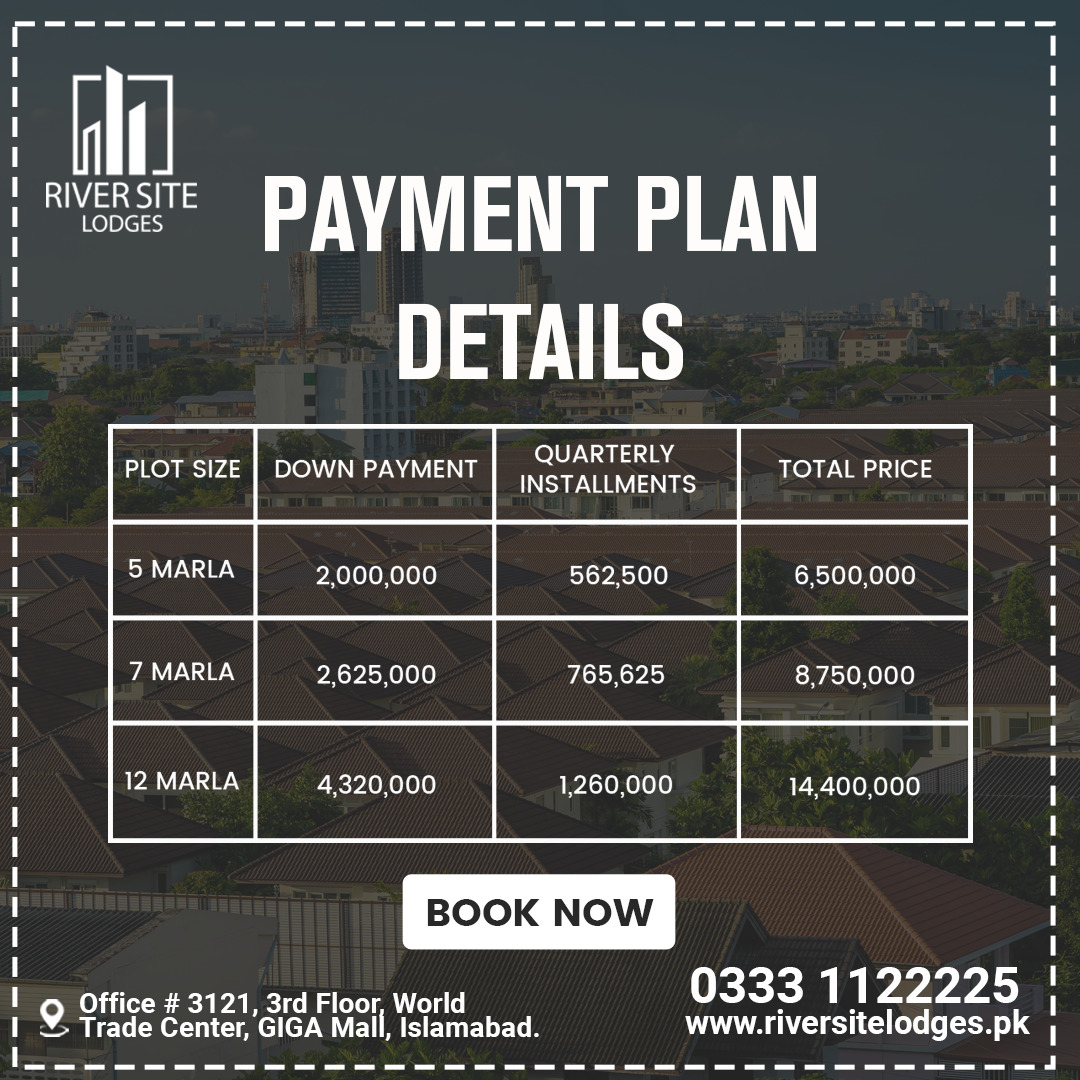 RIVER SITE
LODGES
PAYMENT PLAN
DETAILS
PLOT SIZE DOWN PAYMENT QUARTERLY INSTALLMENTS TOTAL PRICE
5 MARLA 2,000,000 562,500 6,500,000
7 MARLA 2,625,000 765,625 8,750,000
12 MARLA 4,320,000 1,260,000 14,400,000
BOOK NOW
Office # 3121, 3rd Floor, World
Trade Center, GIGA Mall, Islamabad.
0333 1122225
www.riversitelodges.pk